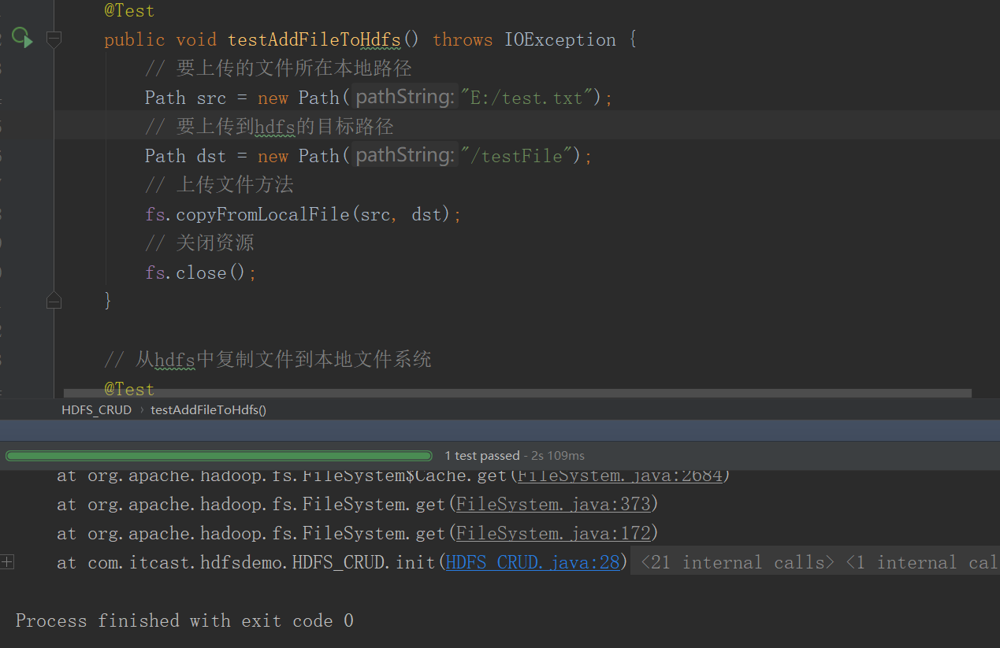 @Test
public void testAddFileToHdfs() throws IOException {
// 要上传的文件所在本地路径
Path src = new Path( pathString: "E:/test.txt");
// 要上传到hdfs的目标路径
Path dst = new Path( pathString: "/testFile");
// 上传文件方法
fs.copyFromLocalFile(src, dst);
// 关闭资源
fs.close();
}
// 从hdfs中复制文件到本地文件系统
@Test
HDFS_CRUD › testAddFileToHdfs()
1 test passed - 2s 109ms
at org.apache.hadoop.fs.FileSystem$Cache.get(FileSystem.java:2684)
at org.apache.hadoop.fs.FileSystem.get(FileSystem.java:373)
at org.apache.hadoop.fs.FileSystem.get(FileSystem.java:172)
at com.itcast.hdfsdemo.HDFS_CRUD.init(HDFS_CRUD.java:28) <21 internal calls> <1 internal cal
Process finished with exit code 0